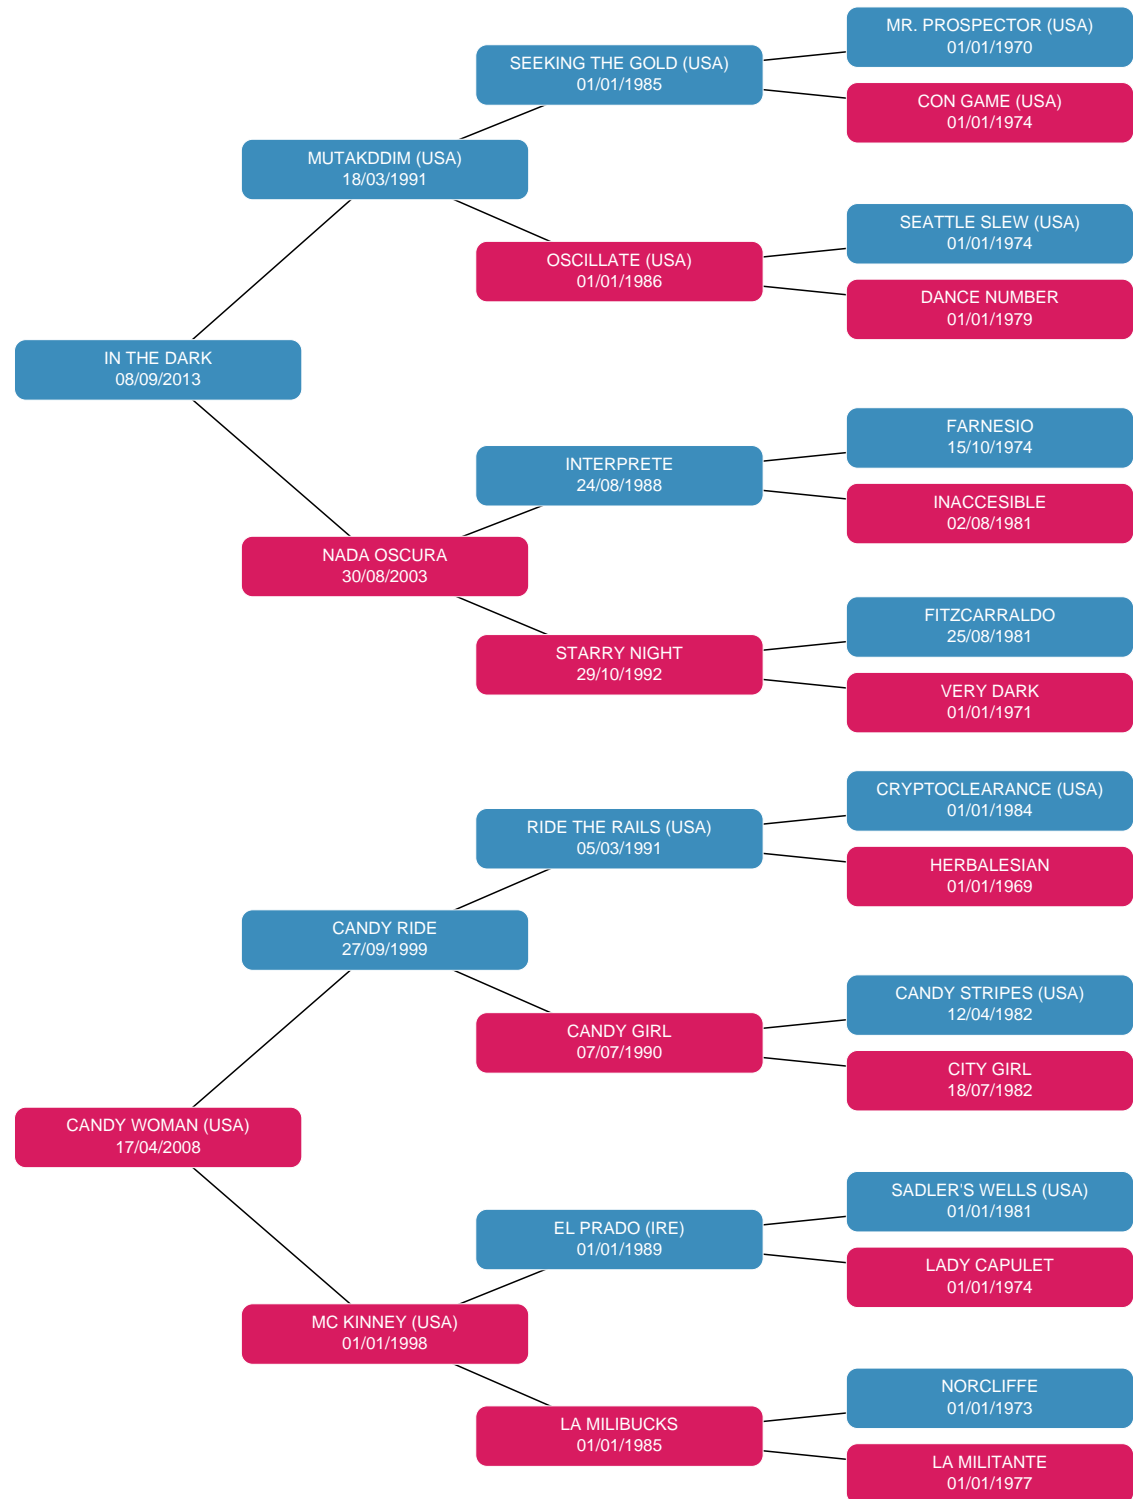 MR. PROSPECTOR (USA)
01/01/1970
SEEKING THE GOLD (USA)
01/01/1985
CON GAME (USA)
01/01/1974
MUTAKDDIM (USA)
18/03/1991
SEATTLE SLEW (USA)
01/01/1974
OSCILLATE (USA)
01/01/1986
DANCE NUMBER
01/01/1979
IN THE DARK
08/09/2013
FARNESIO
15/10/1974
INTERPRETE
24/08/1988
INACCESIBLE
02/08/1981
NADA OSCURA
30/08/2003
FITZCARRALDO
25/08/1981
STARRY NIGHT
29/10/1992
VERY DARK
01/01/1971
CRYPTOCLEARANCE (USA)
01/01/1984
RIDE THE RAILS (USA)
05/03/1991
HERBALESIAN
01/01/1969
CANDY RIDE
27/09/1999
CANDY STRIPES (USA)
12/04/1982
CANDY GIRL
07/07/1990
CITY GIRL
18/07/1982
CANDY WOMAN (USA)
17/04/2008
SADLER'S WELLS (USA)
01/01/1981
EL PRADO (IRE)
01/01/1989
LADY CAPULET
01/01/1974
MC KINNEY (USA)
01/01/1998
NORCLIFFE
01/01/1973
LA MILIBUCKS
01/01/1985
LA MILITANTE
01/01/1977